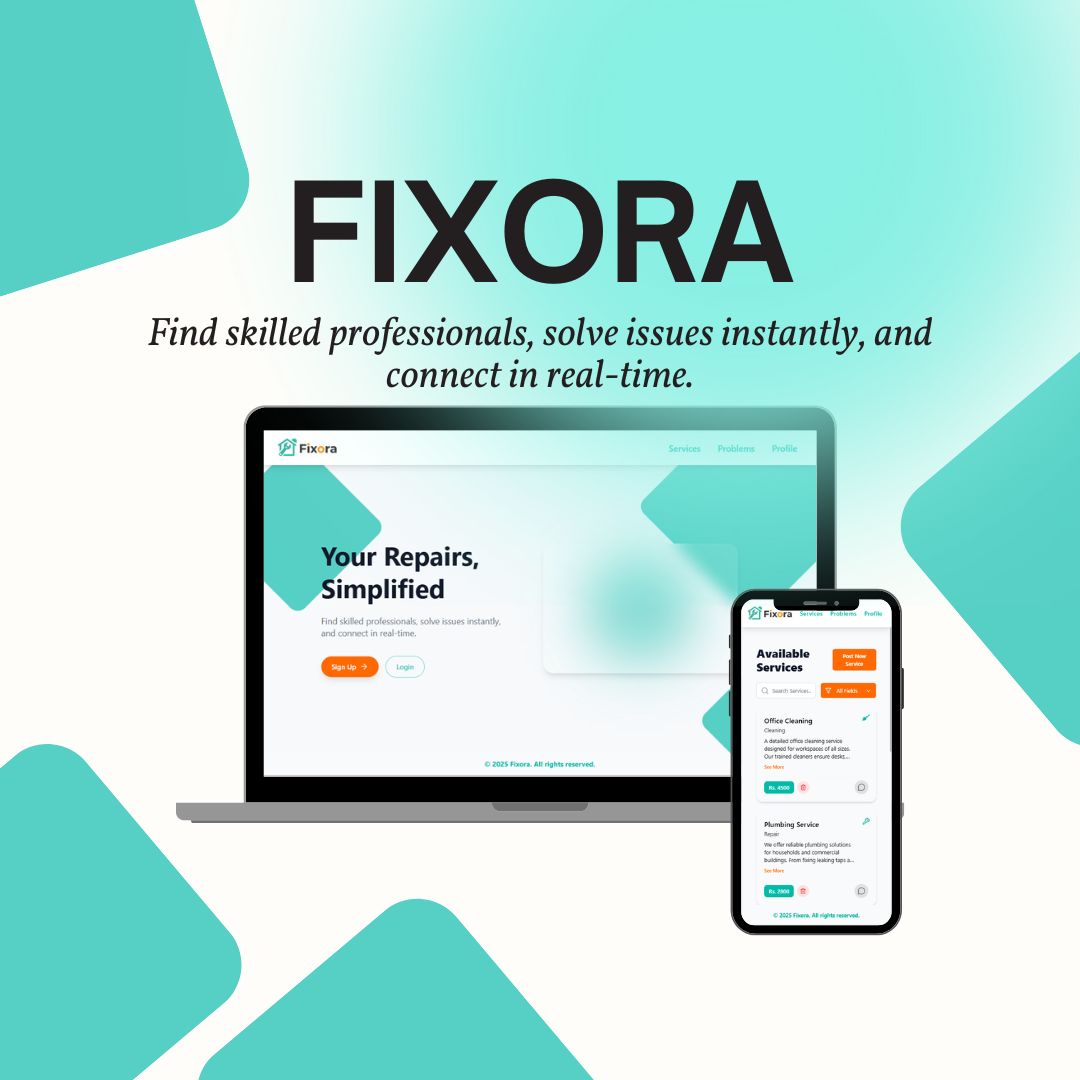 FIXORA
Find skilled professionals, solve issues instantly, and
connect in real-time.
Fixora
Services Problems Profile
Your Repairs,
Simplified
Find skilled professionals, solve issues instantly,
and connect in real-time.
Sign Up → Login
© 2025 Fixora. All rights reserved.
Fixora Services Problems Profile
Available
Services
Post New
Service
Search Services..
All Fields
Office Cleaning
Cleaning
A detailed office cleaning service
designed for workspaces of all sizes.
Our trained cleaners ensure desks,...
See More
Rs. 4500
Plumbing Service
Repair
We offer reliable plumbing solutions
for households and commercial
buildings. From fixing leaking taps a...
See More
Rs. 2800
© 2025 Fixora. All rights reserved.